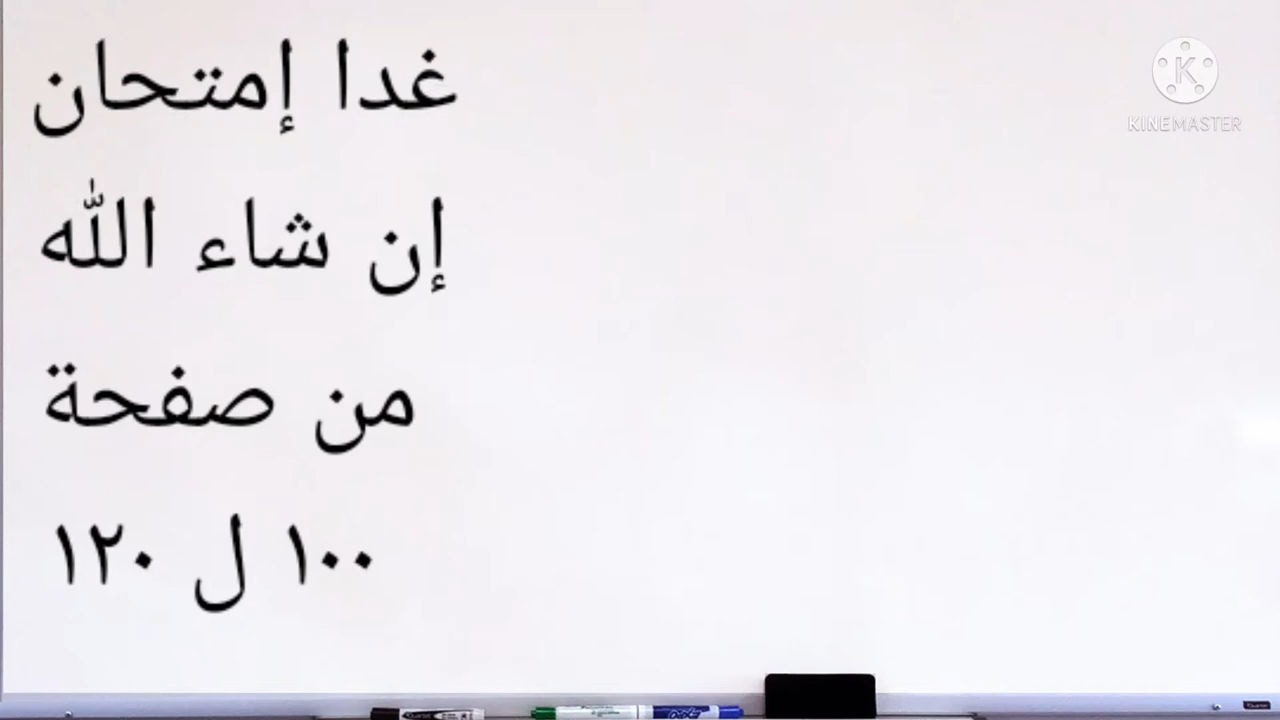 غدا إمتحان
إن شاء الله
من صفحة
١٠٠ ل ١٢٠
KINEMASTER